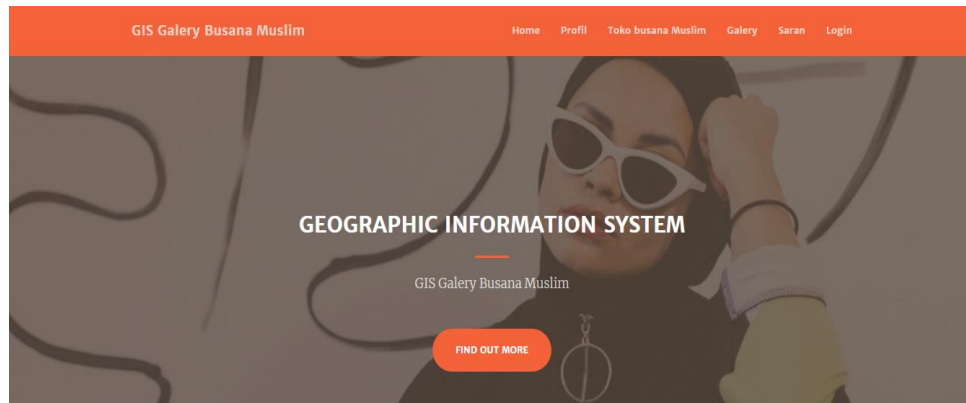 GIS Galery Busana Muslim
Home Profil Toko busana Muslim Galery Saran Login
GEOGRAPHIC INFORMATION SYSTEM
GIS Galery Busana Muslim
FIND OUT MORE